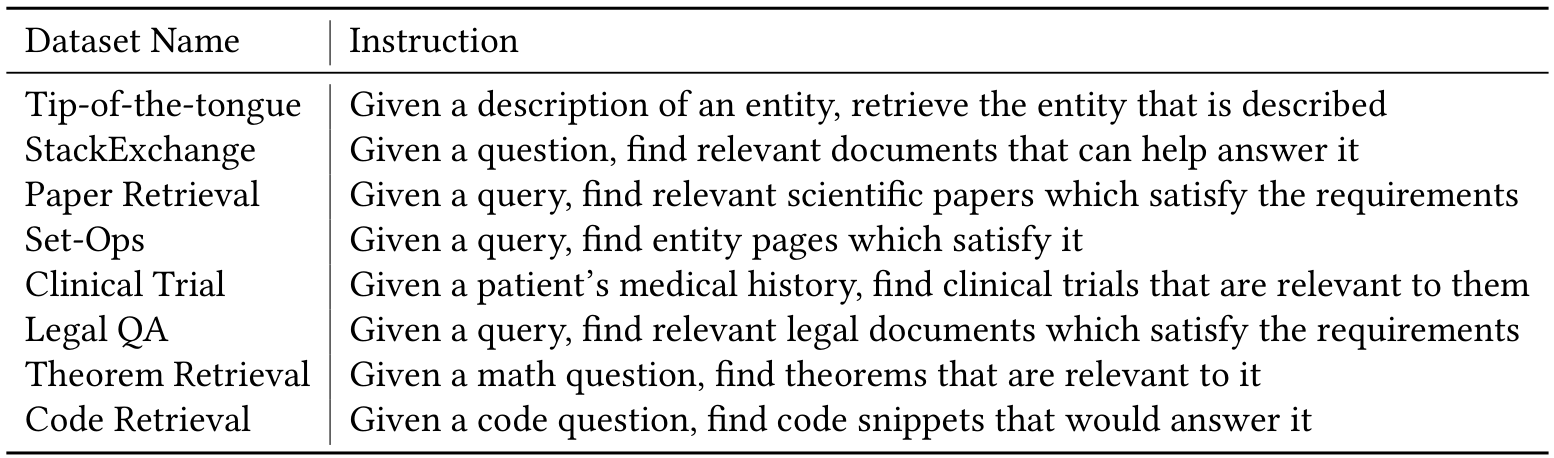 Dataset Name Instruction
Tip-of-the-tongue Given a description of an entity, retrieve the entity that is described
StackExchange Given a question, find relevant documents that can help answer it
Paper Retrieval Given a query, find relevant scientific papers which satisfy the requirements
Set-Ops Given a query, find entity pages which satisfy it
Clinical Trial Given a patient’s medical history, find clinical trials that are relevant to them
Legal QA Given a query, find relevant legal documents which satisfy the requirements
Theorem Retrieval Given a math question, find theorems that are relevant to it
Code Retrieval Given a code question, find code snippets that would answer it